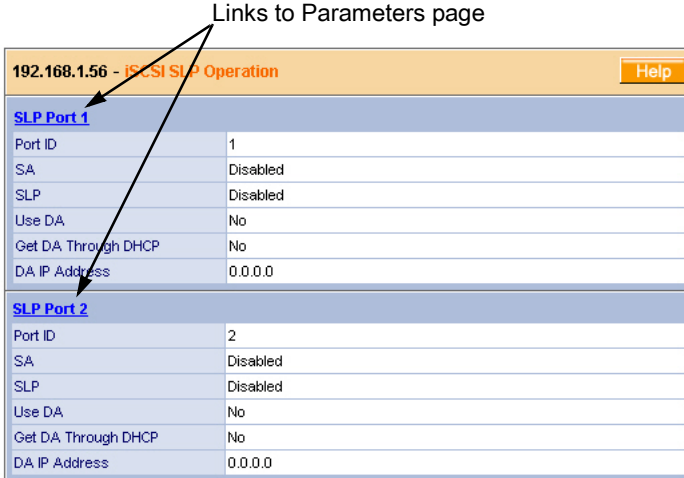 Links to Parameters page
192.168.1.56 - iSCSI SLP Operation Help
SLP Port 1
Port ID 1
SA Disabled
SLP Disabled
Use DA No
Get DA Through DHCP No
DA IP Address 0.0.0.0
SLP Port 2
Port ID 2
SA Disabled
SLP Disabled
Use DA No
Get DA Through DHCP No
DA IP Address 0.0.0.0